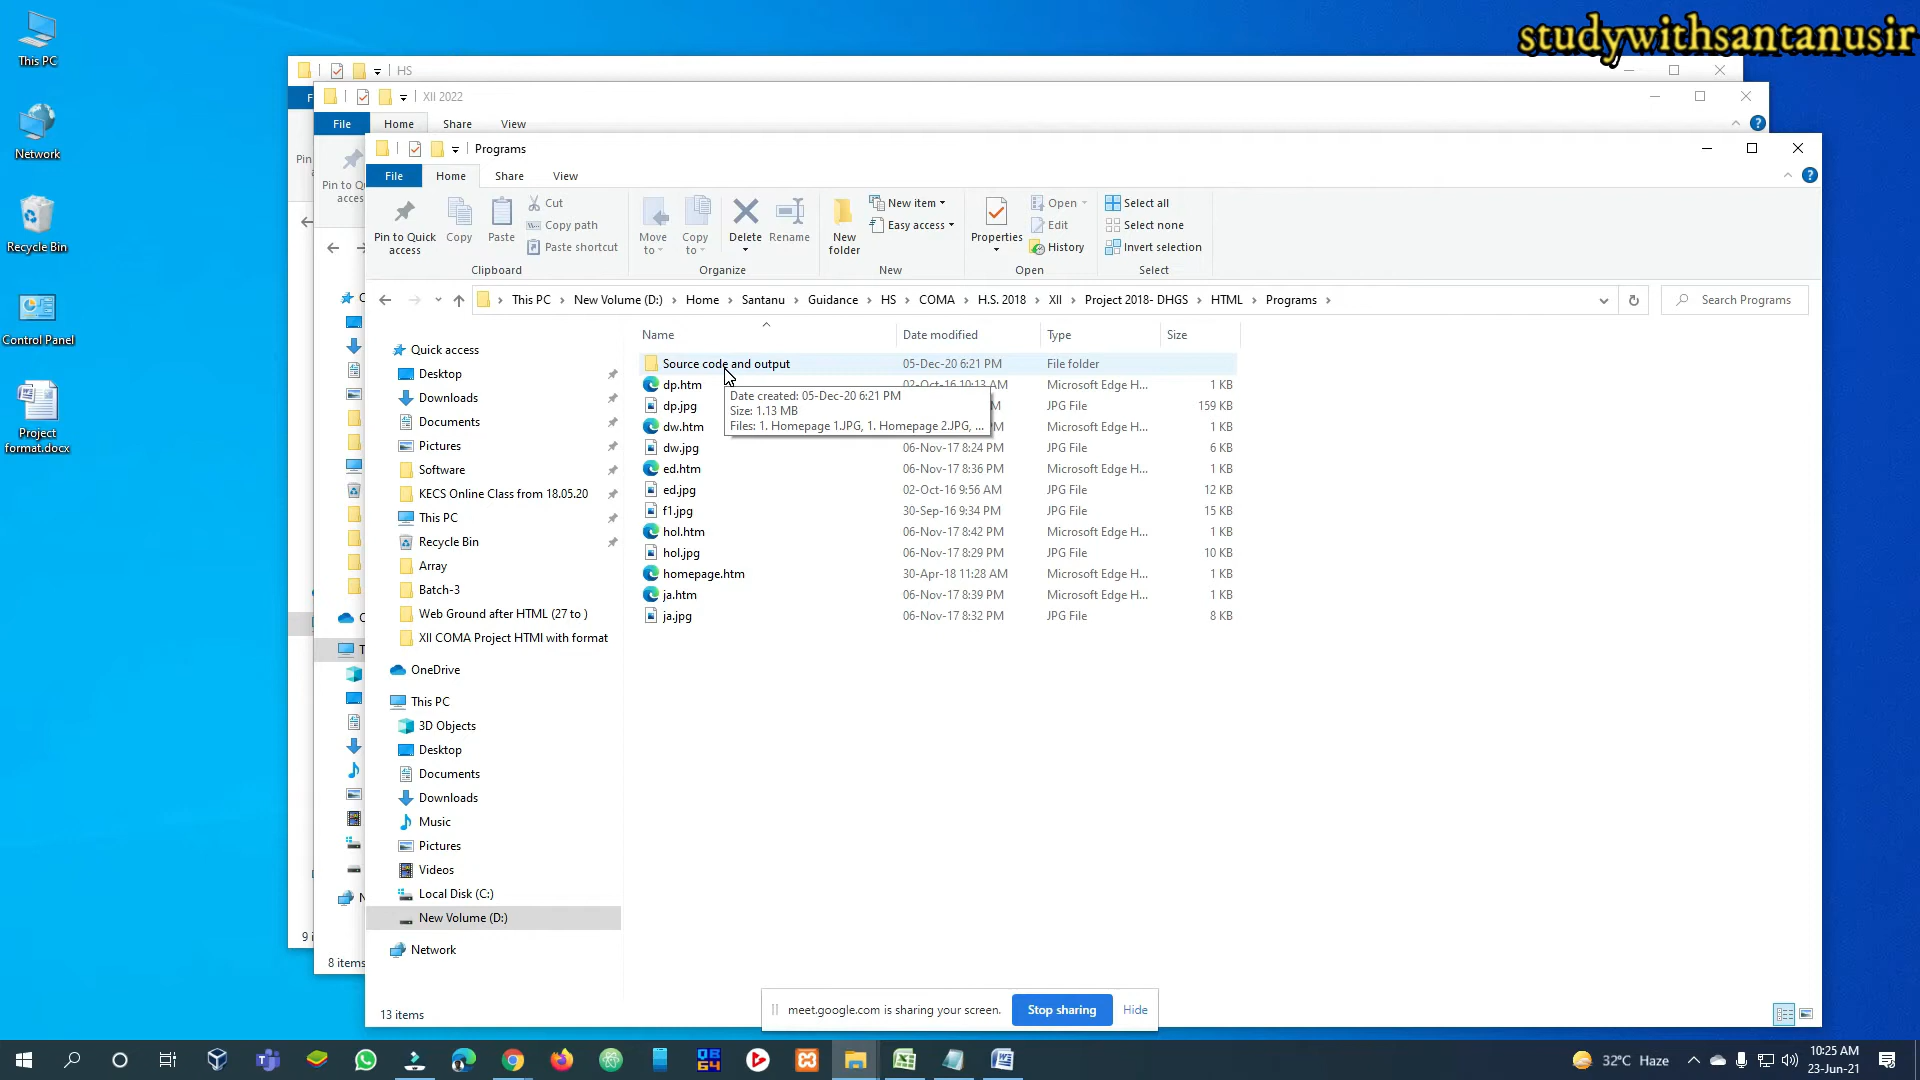 studywithsantanusir
This PC
Network
Recycle Bin
Control Panel
Project
format.docx
HS
XII 2022
File Home Share View
Programs
File Home Share View
Pin to Quick access
Copy
Paste
Cut
Copy path
Paste shortcut
Clipboard
Move to
Copy to
Delete
Rename
Organize
New folder
New item
Easy access
New
Properties
Open
Edit
History
Open
Select all
Select none
Invert selection
Select
This PC New Volume (D:) Home Santanu Guidance HS COMA H.S. 2018 XII Project 2018- DHGS HTML Programs
Search Programs
Quick access
Desktop
Downloads
Documents
Pictures
Software
KECS Online Class from 18.05.20
This PC
Recycle Bin
Array
Batch-3
Web Ground after HTML (27 to )
XII COMA Project HTMl with format
OneDrive
This PC
3D Objects
Desktop
Documents
Downloads
Music
Pictures
Videos
Local Disk (C:)
New Volume (D:)
Network
Name Date modified Type Size
Source code and output 05-Dec-20 6:21 PM File folder
dp.htm 02-Oct-16 10:13 AM Microsoft Edge H... 1 KB
dp.jpg M JPG File 159 KB
dw.htm M Microsoft Edge H... 1 KB
dw.jpg 06-Nov-17 8:24 PM JPG File 6 KB
ed.htm 06-Nov-17 8:36 PM Microsoft Edge H... 1 KB
ed.jpg 02-Oct-16 9:56 AM JPG File 12 KB
f1.jpg 30-Sep-16 9:34 PM JPG File 15 KB
hol.htm 06-Nov-17 8:42 PM Microsoft Edge H... 1 KB
hol.jpg 06-Nov-17 8:29 PM JPG File 10 KB
homepage.htm 30-Apr-18 11:28 AM Microsoft Edge H... 1 KB
ja.htm 06-Nov-17 8:39 PM Microsoft Edge H... 1 KB
ja.jpg 06-Nov-17 8:32 PM JPG File 8 KB
Date created: 05-Dec-20 6:21 PM
Size: 1.13 MB
Files: 1. Homepage 1.JPG, 1. Homepage 2.JPG, ...
8 items
13 items
meet.google.com is sharing your screen. Stop sharing Hide
32°C Haze
10:25 AM
23-Jun-21